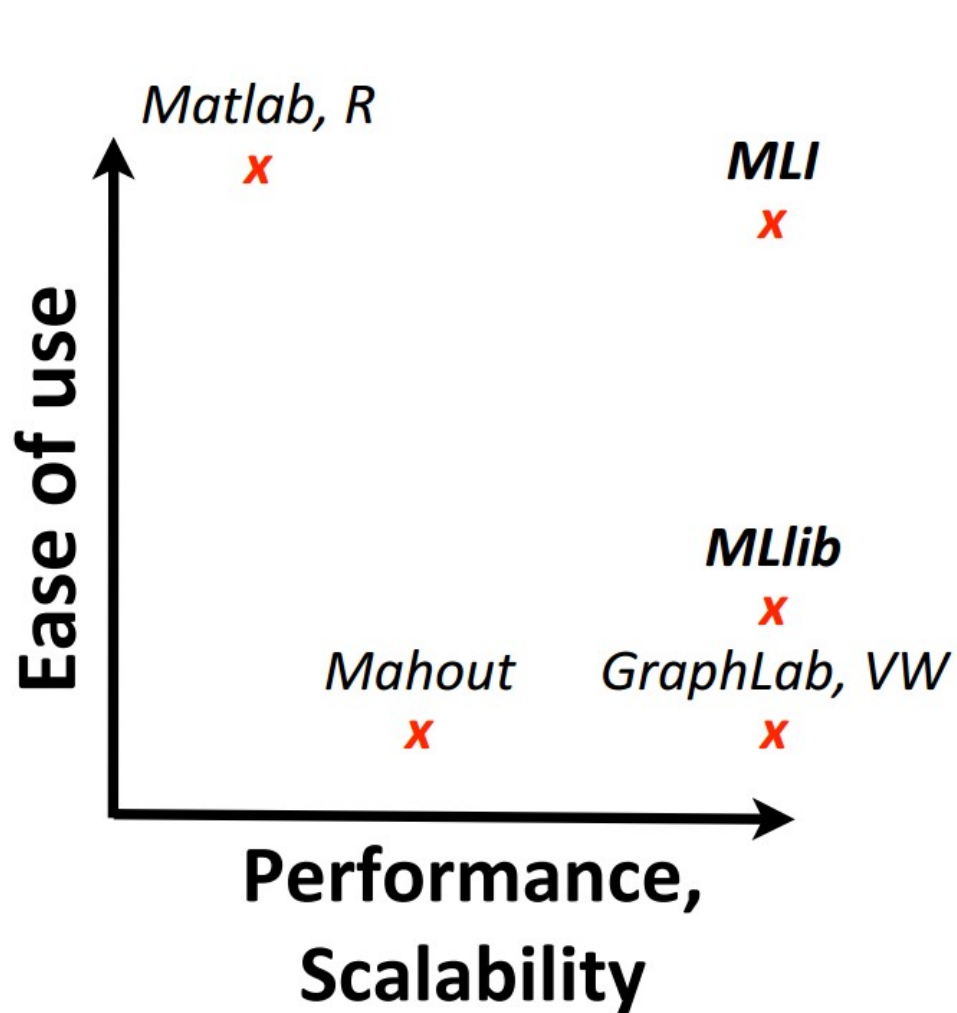 Matlab, R
x
MLI
x
Ease of use
MLlib
x
Mahout
x
GraphLab, VW
x
Performance,
Scalability